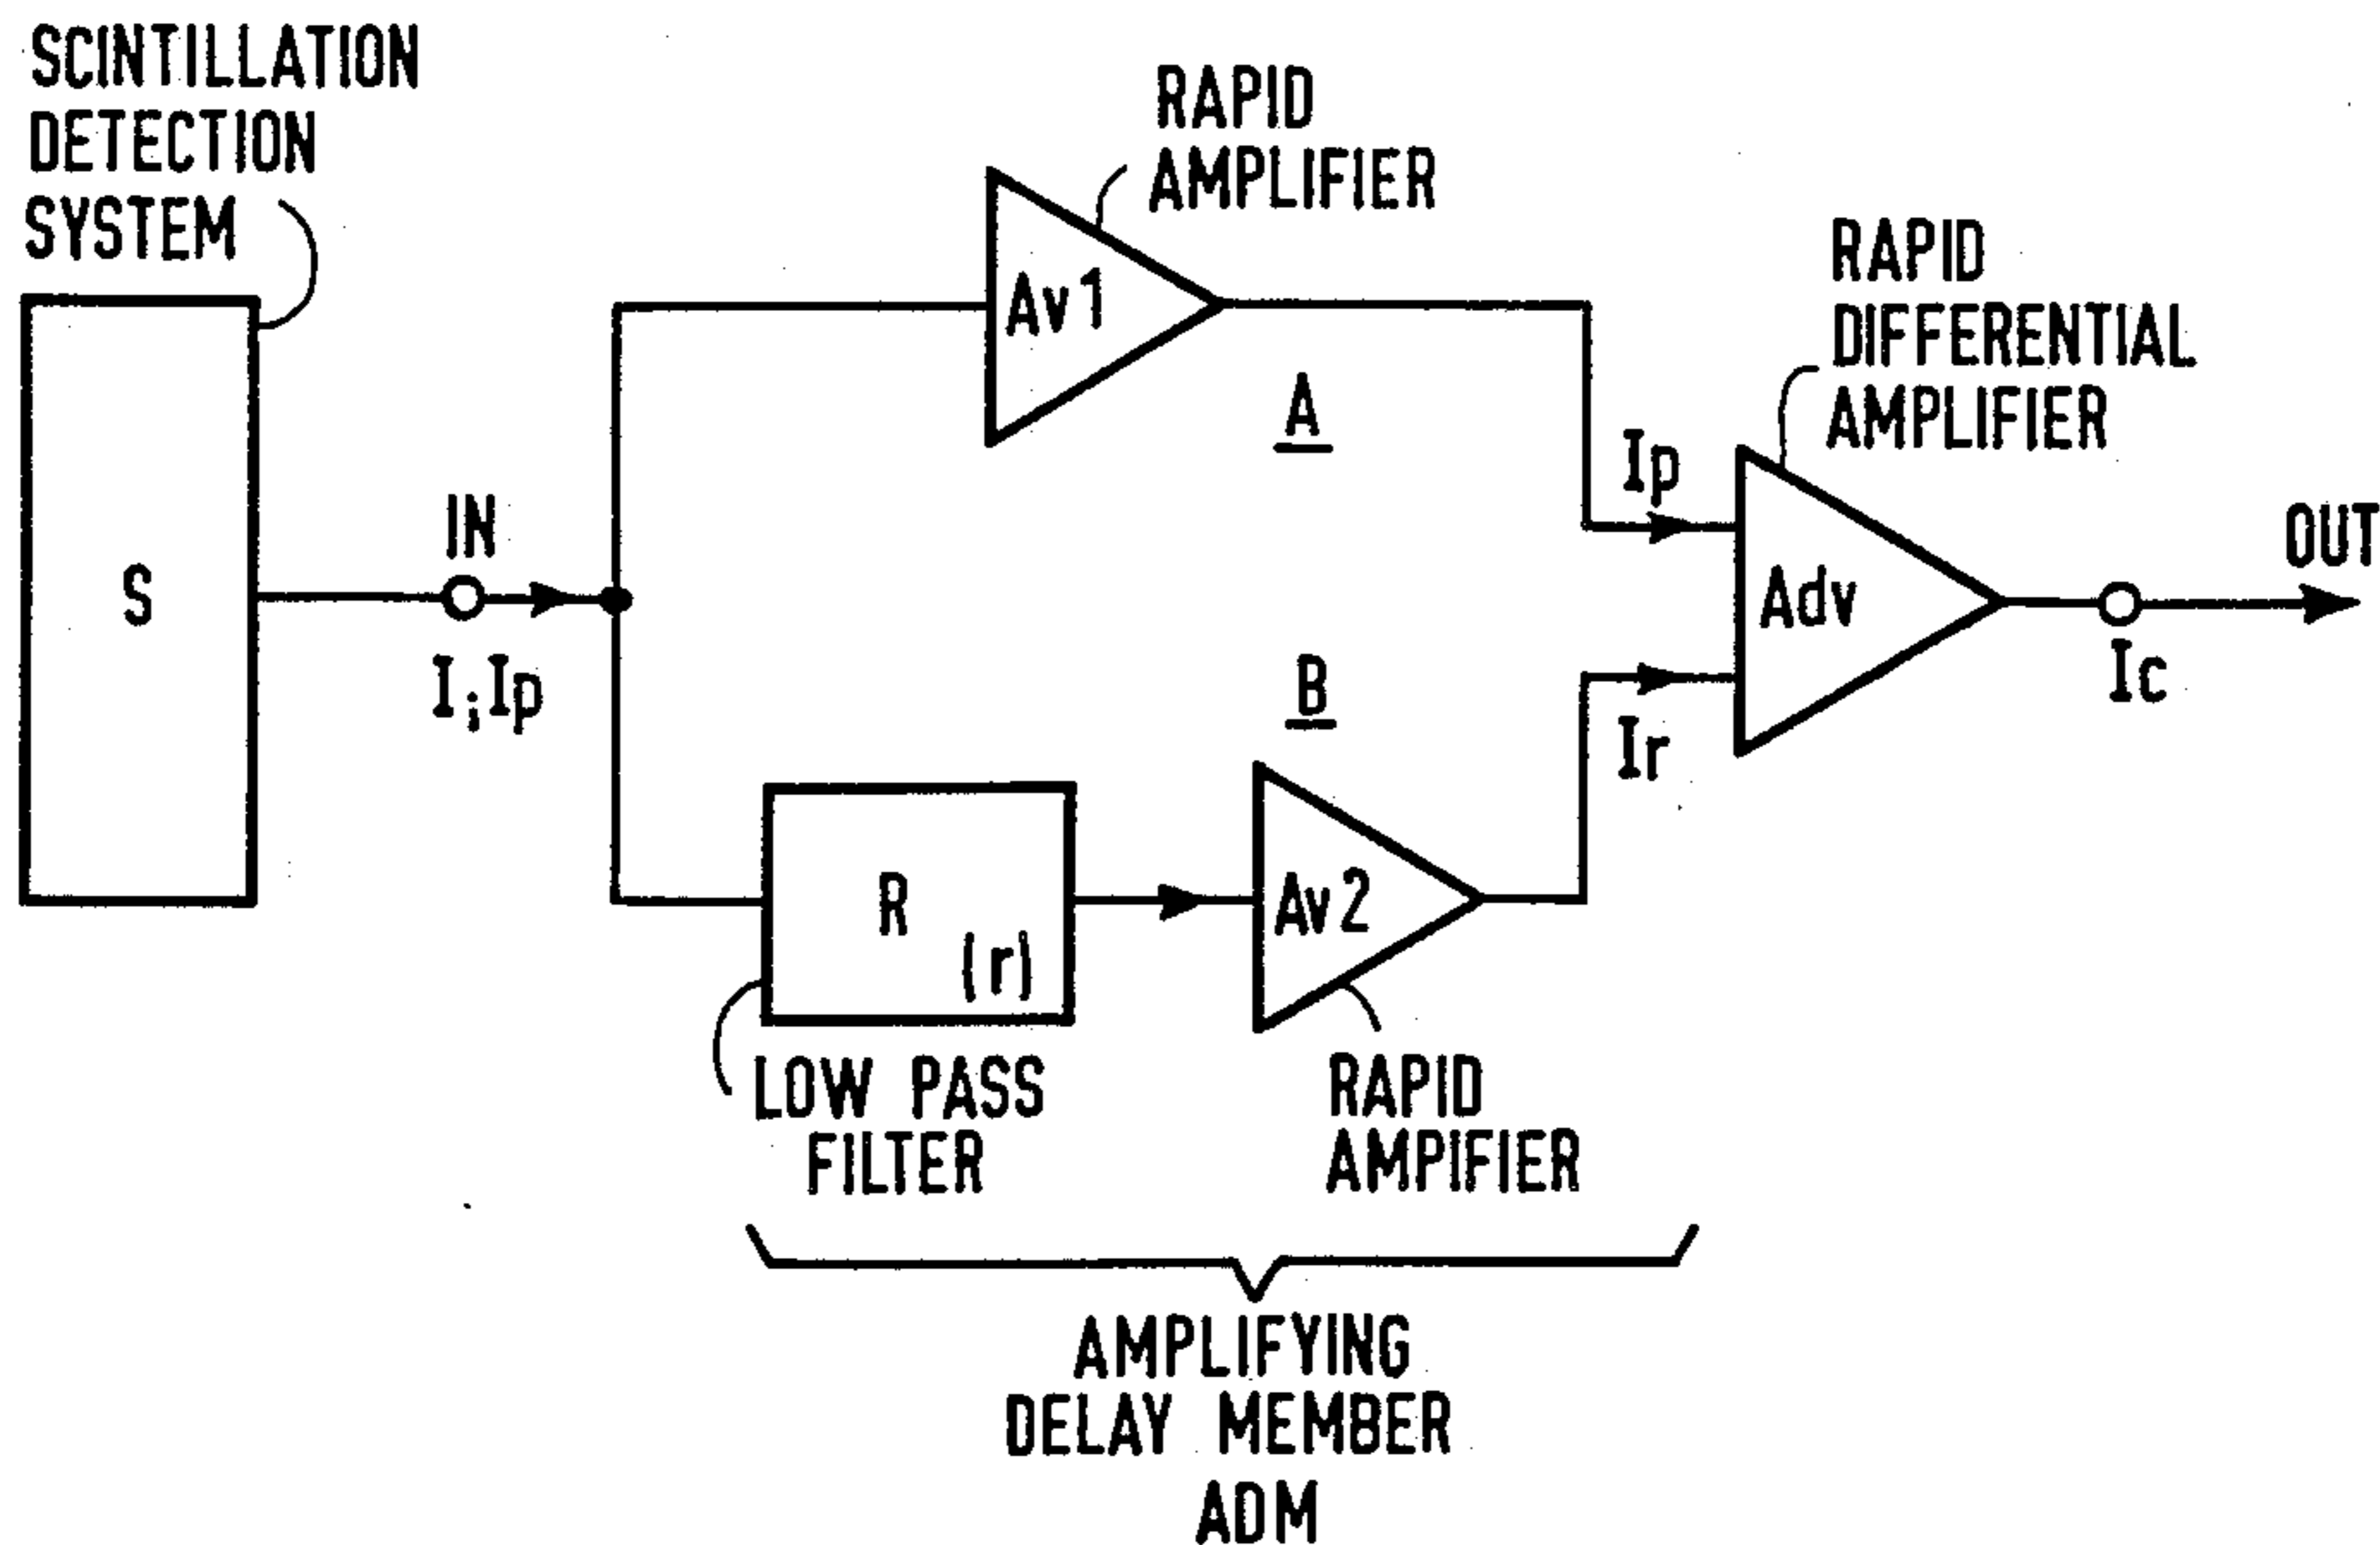 SCINTILLATION
DETECTION
SYSTEM
S
IN
I;Ip
RAPID
AMPLIFIER
Av1
A
Ip
RAPID
DIFFERENTIAL
AMPLIFIER
Adv
OUT
Ic
B
Ir
R
(r)
Av2
LOW PASS
FILTER
RAPID
AMPIFIER
AMPLIFYING
DELAY MEMBER
ADM